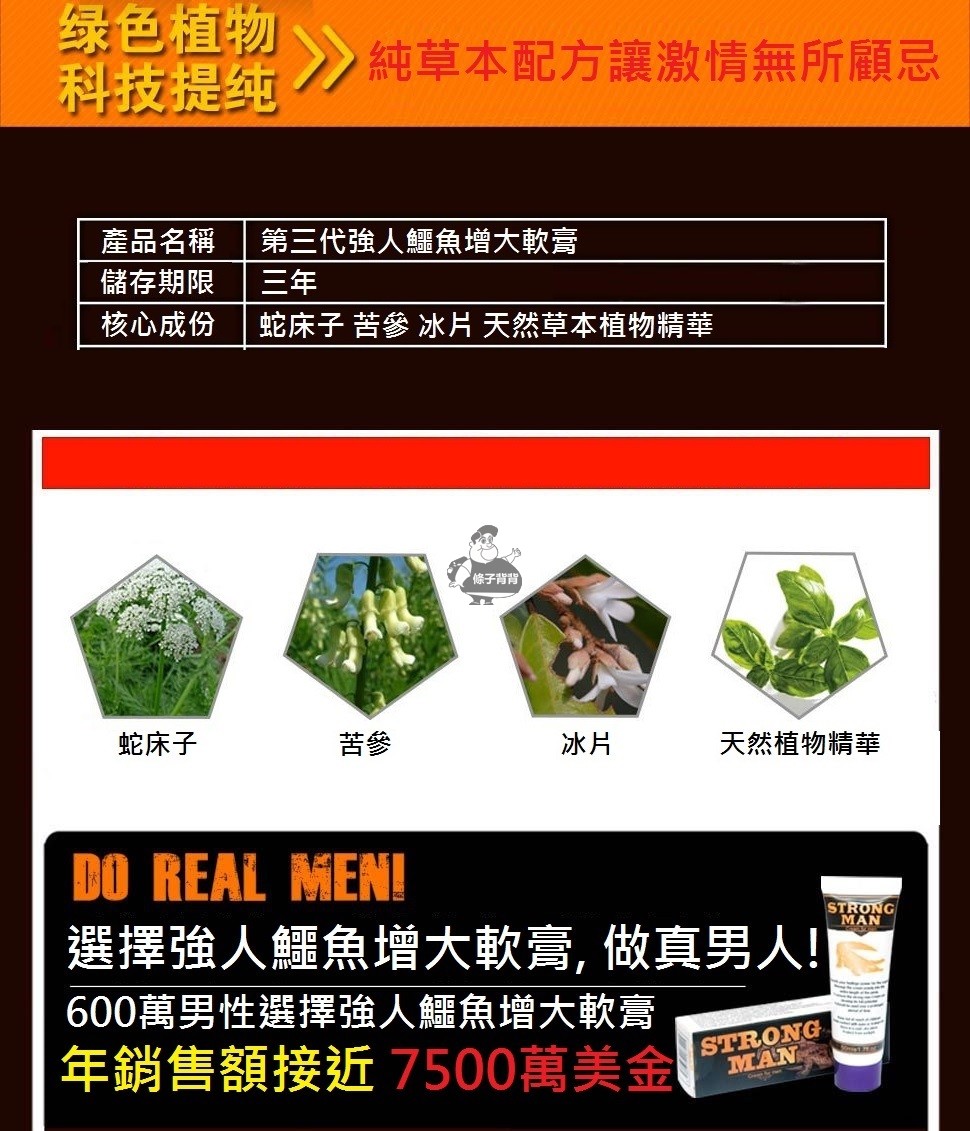 绿色植物
科技提纯
純草本配方讓激情無所顧忌
產品名稱 第三代強人鱷魚增大軟膏
儲存期限 三年
核心成份 蛇床子 苦參 冰片 天然草本植物精華
條子背背
蛇床子 苦參 冰片 天然植物精華
DO REAL MEN!
選擇強人鱷魚增大軟膏, 做真男人!
600萬男性選擇強人鱷魚增大軟膏
年銷售額接近 7500萬美金
STRONG
MAN
STRONG
MAN
Cream for men